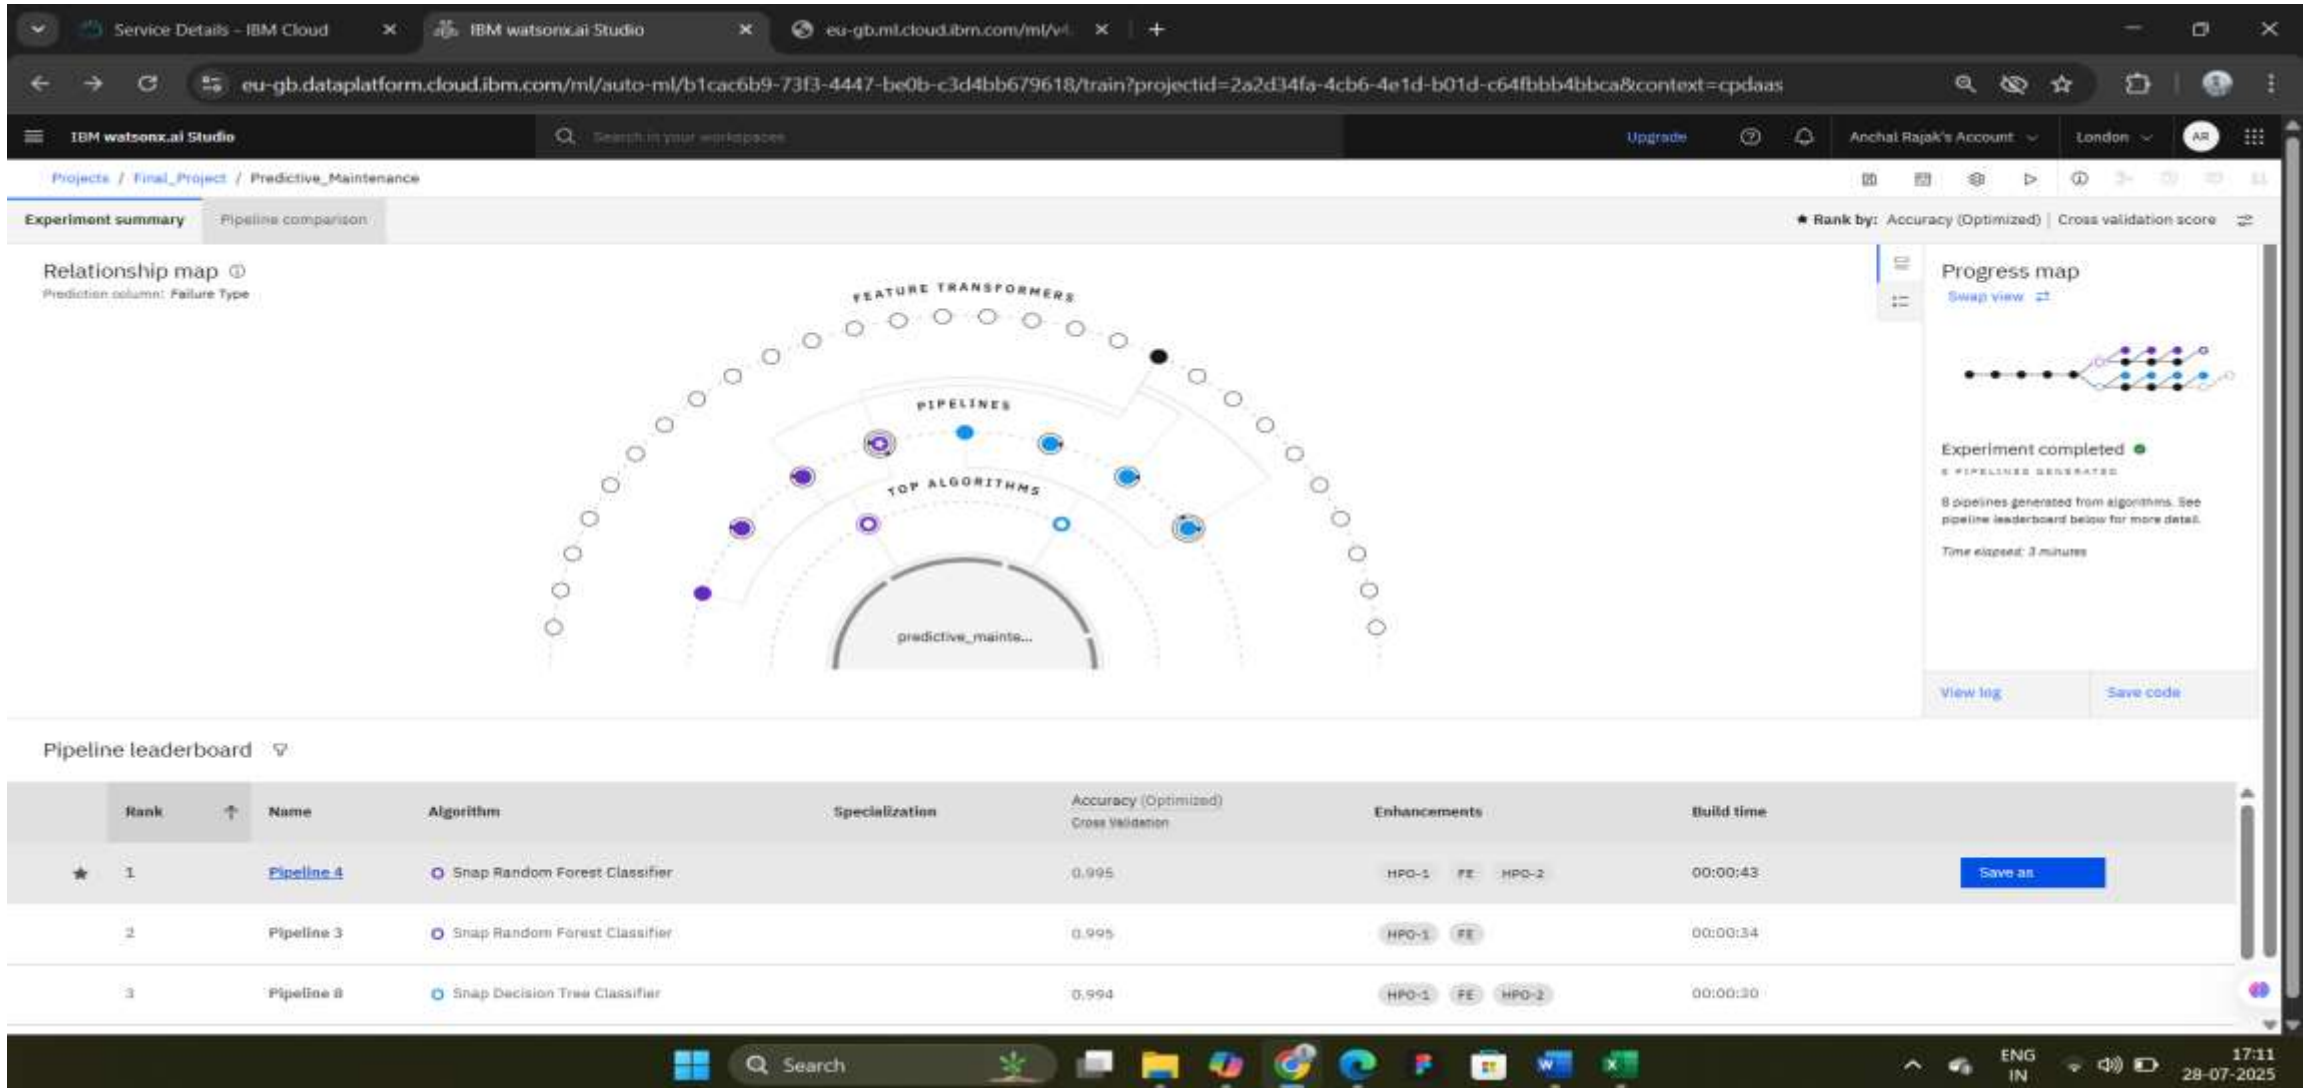 Service Details - IBM Cloud
IBM watsonx.ai Studio
eu-gb.ml.cloud.ibm.com/ml/v4
eu-gb.dataplatform.cloud.ibm.com/ml/auto-ml/b1cac6b9-73f3-4447-be0b-c3d4bb679618/train?projectid=2a2d34fa-4cb6-4e1d-b01d-c64fbbb4bbca&context=cpdaas
IBM watsonx.ai Studio
Search in your workspaces
Upgrade
Anchal Rajak's Account
London
AR
Projects / Final_Project / Predictive_Maintenance
Experiment summary
Pipeline comparison
Rank by: Accuracy (Optimized) | Cross validation score
Relationship map
Prediction column: Failure Type
FEATURE TRANSFORMERS
PIPELINES
TOP ALGORITHMS
predictive_mainte...
Progress map
Swap view
Experiment completed
8 PIPELINES GENERATED
8 pipelines generated from algorithms. See
pipeline leaderboard below for more detail.
Time elapsed: 3 minutes
View log
Save code
Pipeline leaderboard
Rank Name Algorithm Specialization Accuracy (Optimized) Enhancements Build time
Cross Validation
1 Pipeline 4 Snap Random Forest Classifier 0.995 HPO-1 FE HPO-2 00:00:43 Save as
2 Pipeline 3 Snap Random Forest Classifier 0.995 HPO-1 FE 00:00:34
3 Pipeline 8 Snap Decision Tree Classifier 0.994 HPO-1 FE HPO-2 00:00:30
Search
ENG
IN
17:11
28-07-2025